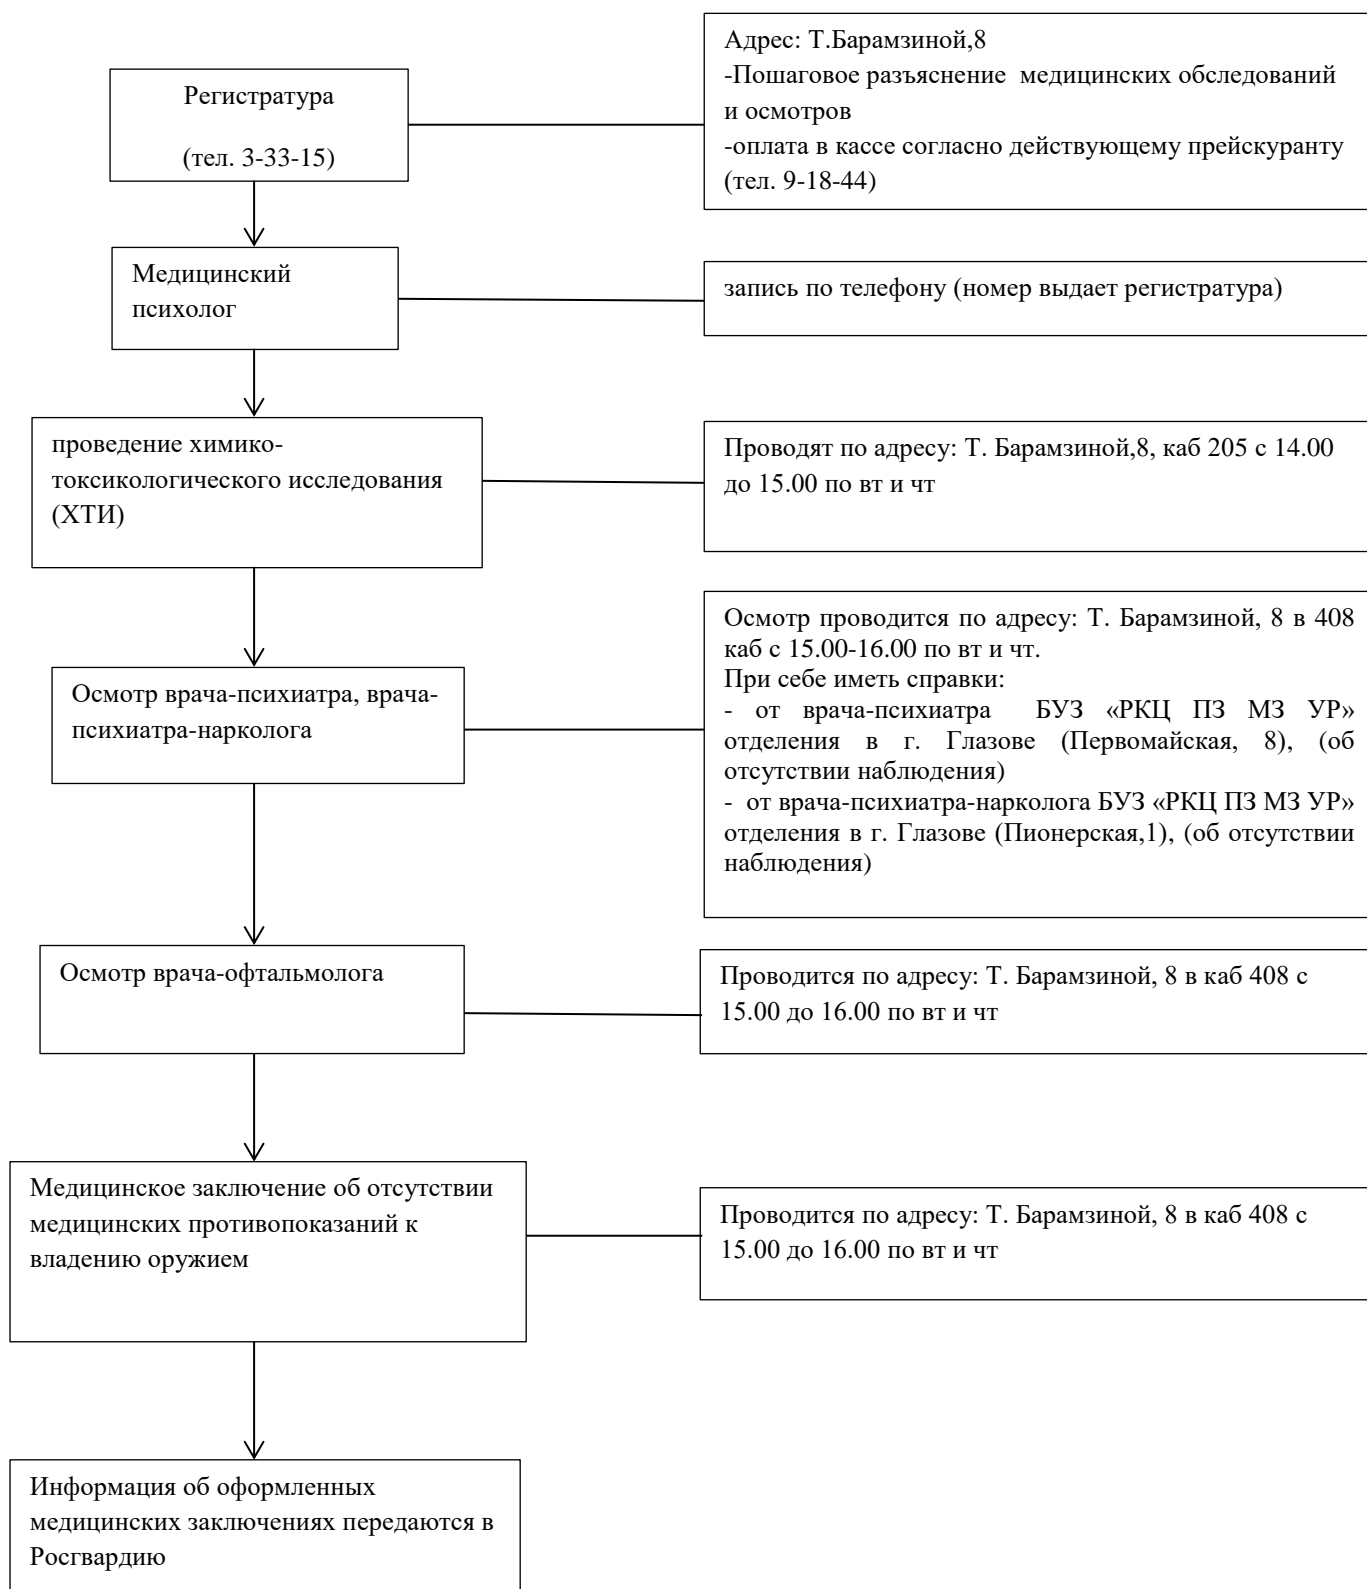 Регистратура
(тел. 3-33-15)
Адрес: Т.Барамзиной,8
-Пошаговое разъяснение медицинских обследований
и осмотров
-оплата в кассе согласно действующему прейскуранту
(тел. 9-18-44)
Медицинский
психолог
запись по телефону (номер выдает регистратура)
проведение химико-
токсикологического исследования
(ХТИ)
Проводят по адресу: Т. Барамзиной,8, каб 205 с 14.00
до 15.00 по вт и чт
Осмотр врача-психиатра, врача-
психиатра-нарколога
Осмотр проводится по адресу: Т. Барамзиной, 8 в 408
каб с 15.00-16.00 по вт и чт.
При себе иметь справки:
- от врача-психиатра БУЗ «РКЦ ПЗ МЗ УР»
отделения в г. Глазове (Первомайская, 8), (об
отсутствии наблюдения)
- от врача-психиатра-нарколога БУЗ «РКЦ ПЗ МЗ УР»
отделения в г. Глазове (Пионерская,1), (об отсутствии
наблюдения)
Осмотр врача-офтальмолога
Проводится по адресу: Т. Барамзиной, 8 в каб 408 с
15.00 до 16.00 по вт и чт
Медицинское заключение об отсутствии
медицинских противопоказаний к
владению оружием
Проводится по адресу: Т. Барамзиной, 8 в каб 408 с
15.00 до 16.00 по вт и чт
Информация об оформленных
медицинских заключениях передаются в
Росгвардию